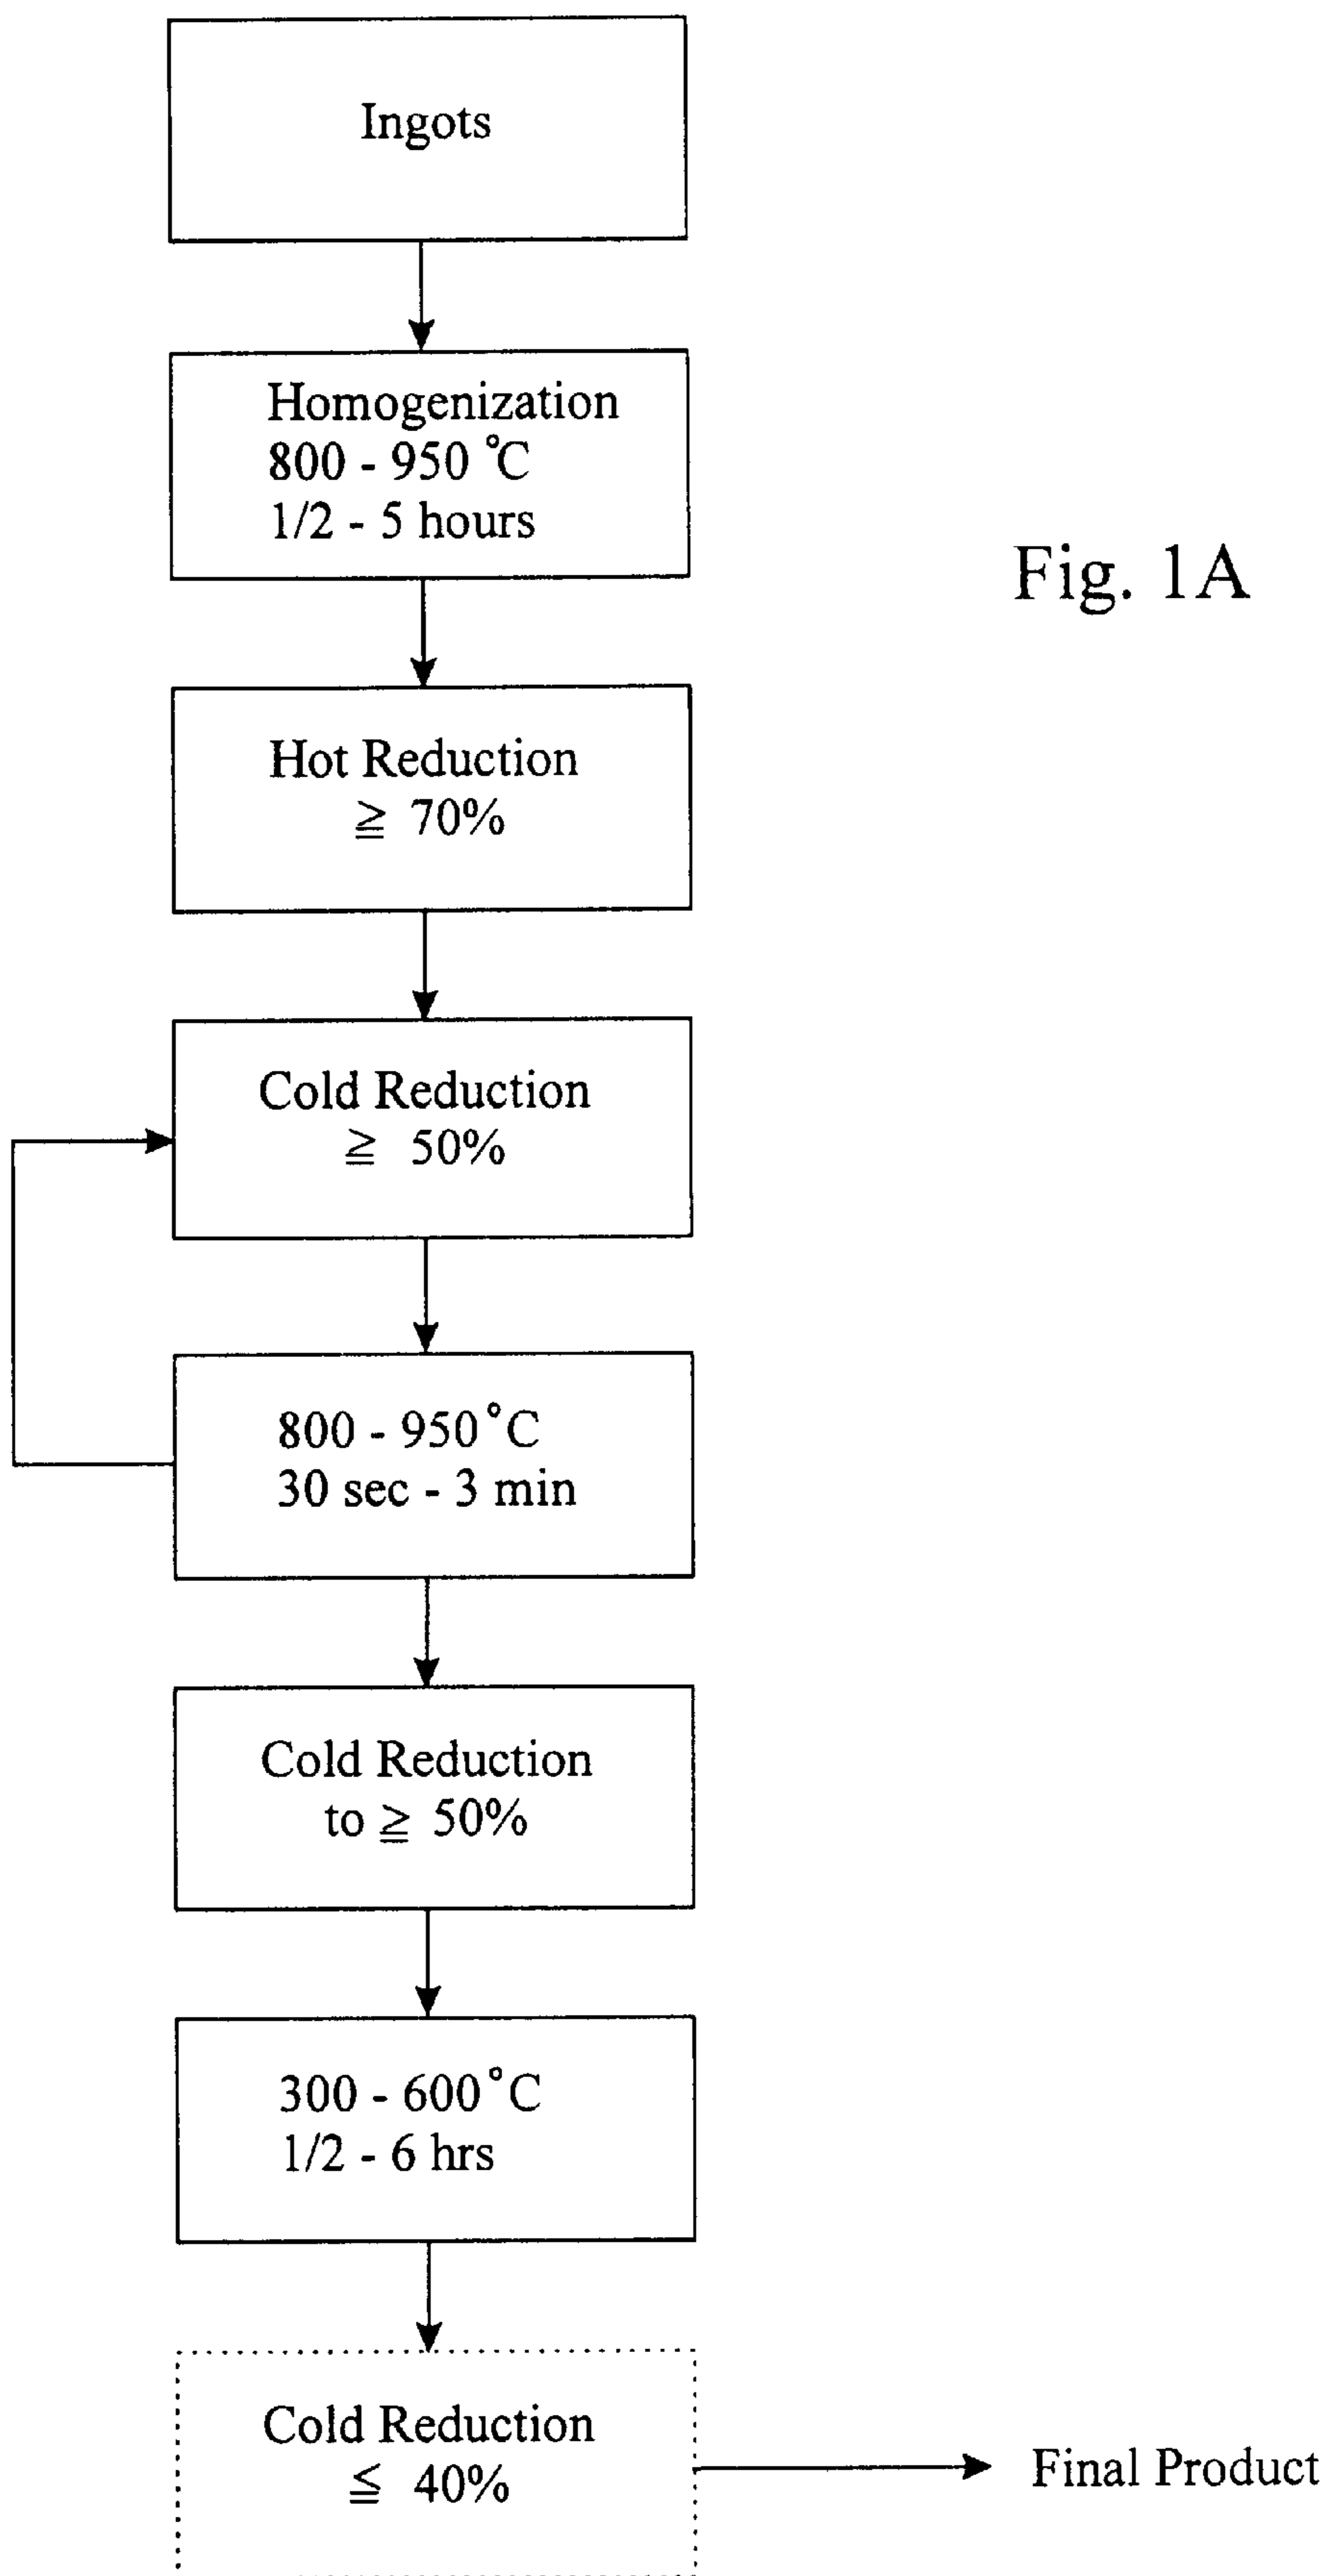 Ingots
Homogenization
800 - 950 °C
1/2 - 5 hours
Fig. 1A
Hot Reduction
≧ 70%
Cold Reduction
≧ 50%
800 - 950°C
30 sec - 3 min
Cold Reduction
to ≧ 50%
300 - 600°C
1/2 - 6 hrs
Cold Reduction
≦ 40%
Final Product